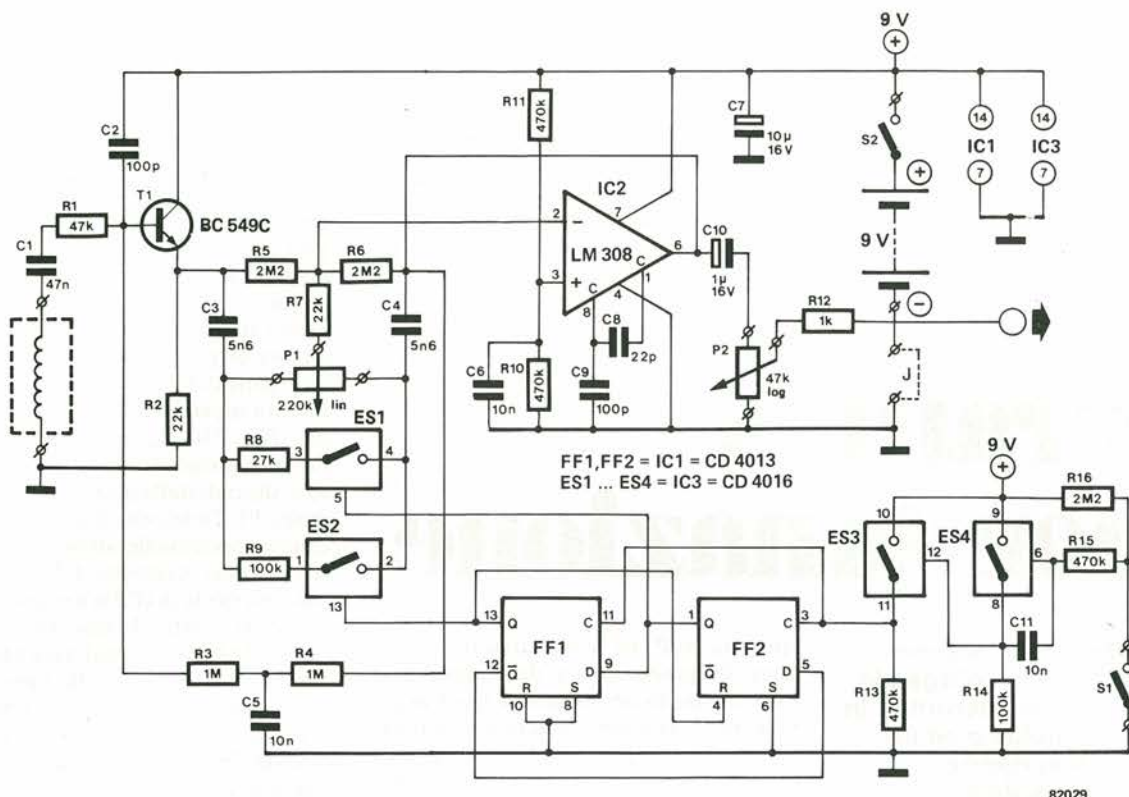 9 V
+
R11
470k
C7
10µ
16V
S2
14
IC1
7
14
IC3
7
C2
100p
T1
BC 549C
R1
47k
C1
47n
R5
2M2
R6
2M2
R7
22k
C3
5n6
C4
5n6
P1
220k lin
R2
22k
IC2
2
−
3
+
LM 308
7
6
C
1
C
8
4
C8
22p
C9
100p
C6
10n
R10
470k
C10
1µ
16V
P2
47k
log
R12
1k
+
9 V
−
J
FF1, FF2 = IC1 = CD 4013
ES1 ... ES4 = IC3 = CD 4016
ES1
R8
27k
3
4
5
ES2
R9
100k
1
2
13
R3
1M
R4
1M
C5
10n
13
Q
C
11
FF1
12
Q̅
D
9
R
S
10
8
1
Q
C
3
FF2
2
Q̅
D
5
R
S
4
6
9 V
+
R16
2M2
R15
470k
ES3
10
12
11
ES4
9
6
8
C11
10n
R13
470k
R14
100k
S1
82029